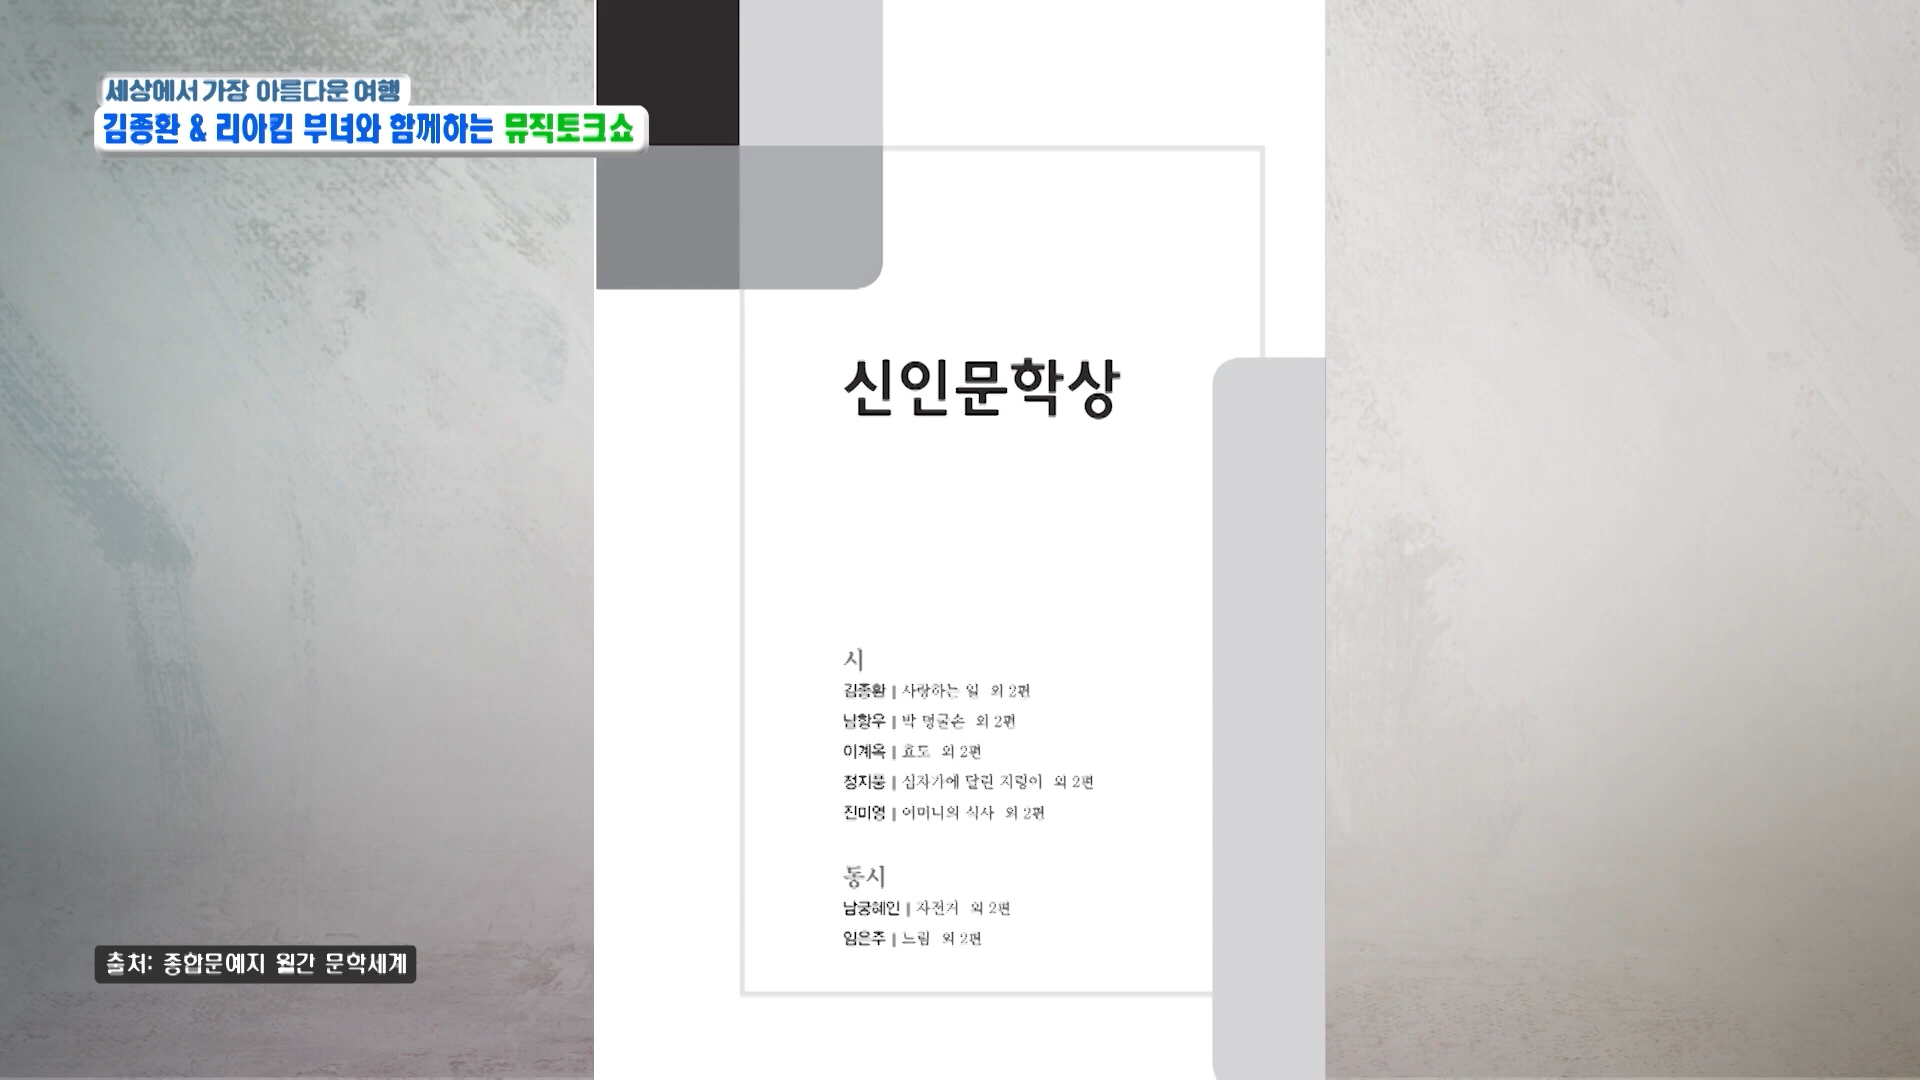 세상에서 가장 아름다운 여행
김종환 & 리아킴 부녀와 함께하는 뮤직토크쇼
신인문학상
시
김종환 | 사랑하는 일 외 2편
남항우 | 박 덩굴손 외 2편
이계옥 | 효도 외 2편
정지웅 | 십자가에 달린 지렁이 외 2편
진미영 | 어머니의 식사 외 2편
동시
남궁혜인 | 자전거 외 2편
임은주 | 느림 외 2편
출처: 종합문예지 월간 문학세계